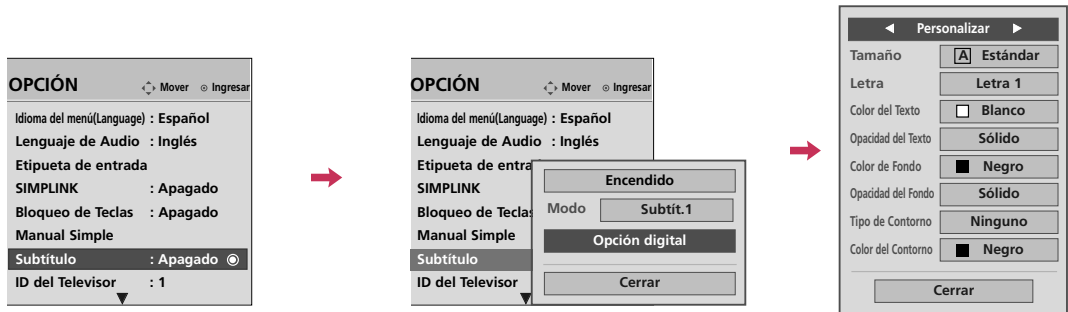 OPCIÓN Mover Ingresar
Idioma del menú(Language) : Español
Lenguaje de Audio : Inglés
Etipueta de entrada
SIMPLINK : Apagado
Bloqueo de Teclas : Apagado
Manual Simple
Subtítulo : Apagado
ID del Televisor : 1
OPCIÓN Mover Ingresar
Idioma del menú(Language) : Español
Lenguaje de Audio : Inglés
Etipueta de entra
SIMPLINK
Bloqueo de Teclas
Manual Simple
Subtítulo
ID del Televisor
Encendido
Modo Subtít.1
Opción digital
Cerrar
Personalizar
Tamaño A Estándar
Letra Letra 1
Color del Texto Blanco
Opacidad del Texto Sólido
Color de Fondo Negro
Opacidad del Fondo Sólido
Tipo de Contorno Ninguno
Color del Contorno Negro
Cerrar